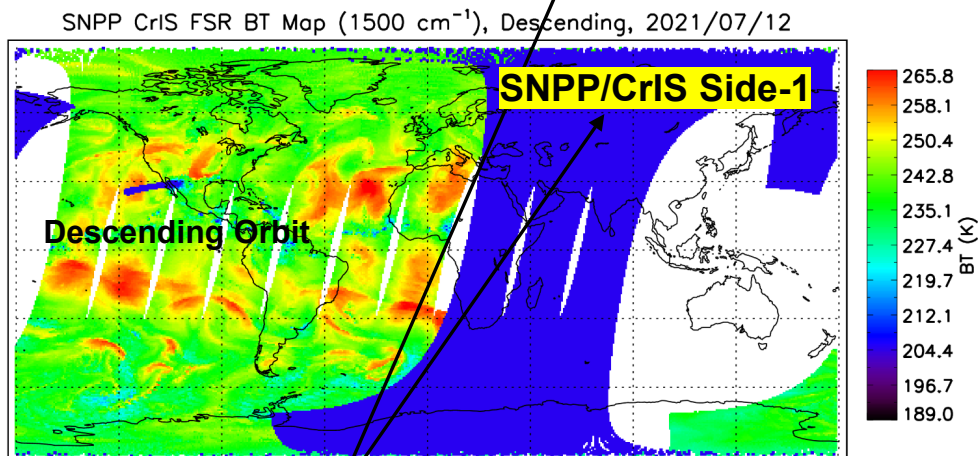 SNPP CrIS FSR BT Map (1500 cm⁻¹), Descending, 2021/07/12
SNPP/CrIS Side-1
Descending Orbit
265.8
258.1
250.4
242.8
235.1
227.4
219.7
212.1
204.4
196.7
189.0
BT (K)